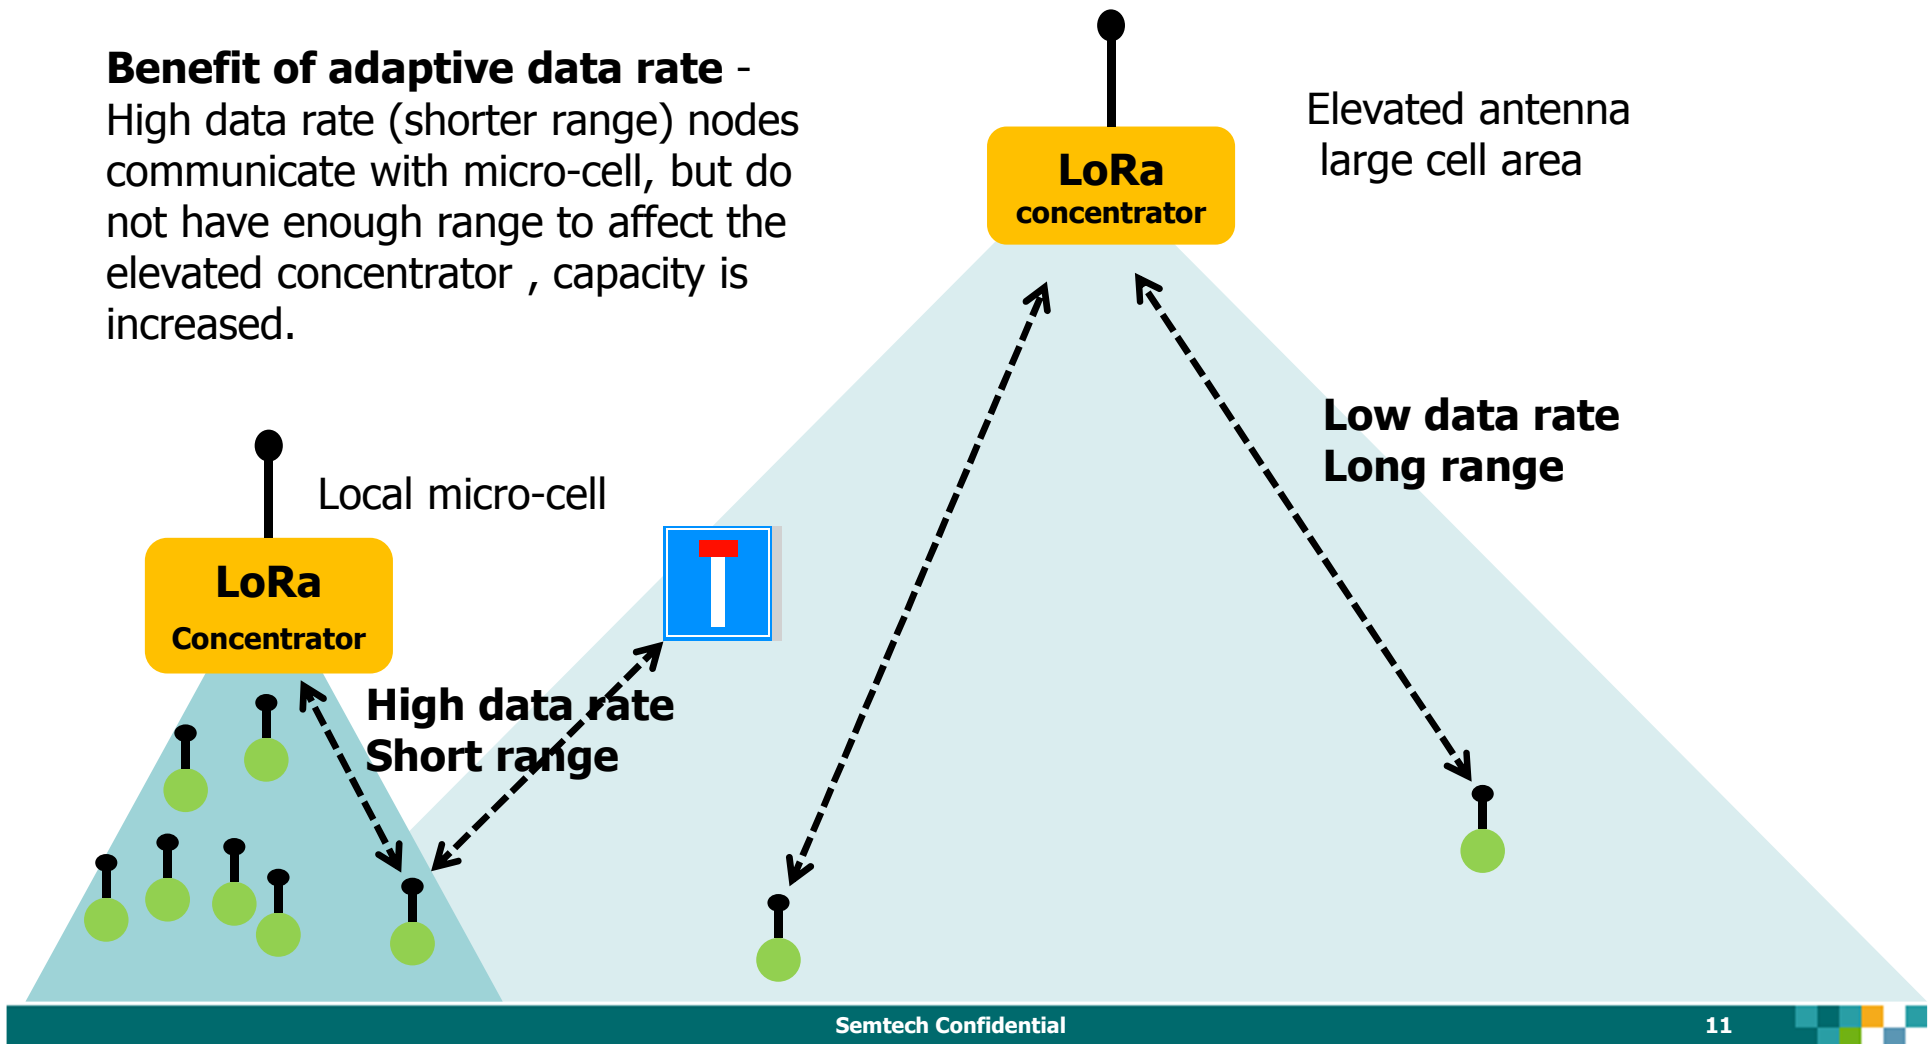 Benefit of adaptive data rate -
High data rate (shorter range) nodes
communicate with micro-cell, but do
not have enough range to affect the
elevated concentrator , capacity is
increased.
LoRa
concentrator
Elevated antenna
large cell area
Low data rate
Long range
Local micro-cell
LoRa
Concentrator
High data rate
Short range
Semtech Confidential
11